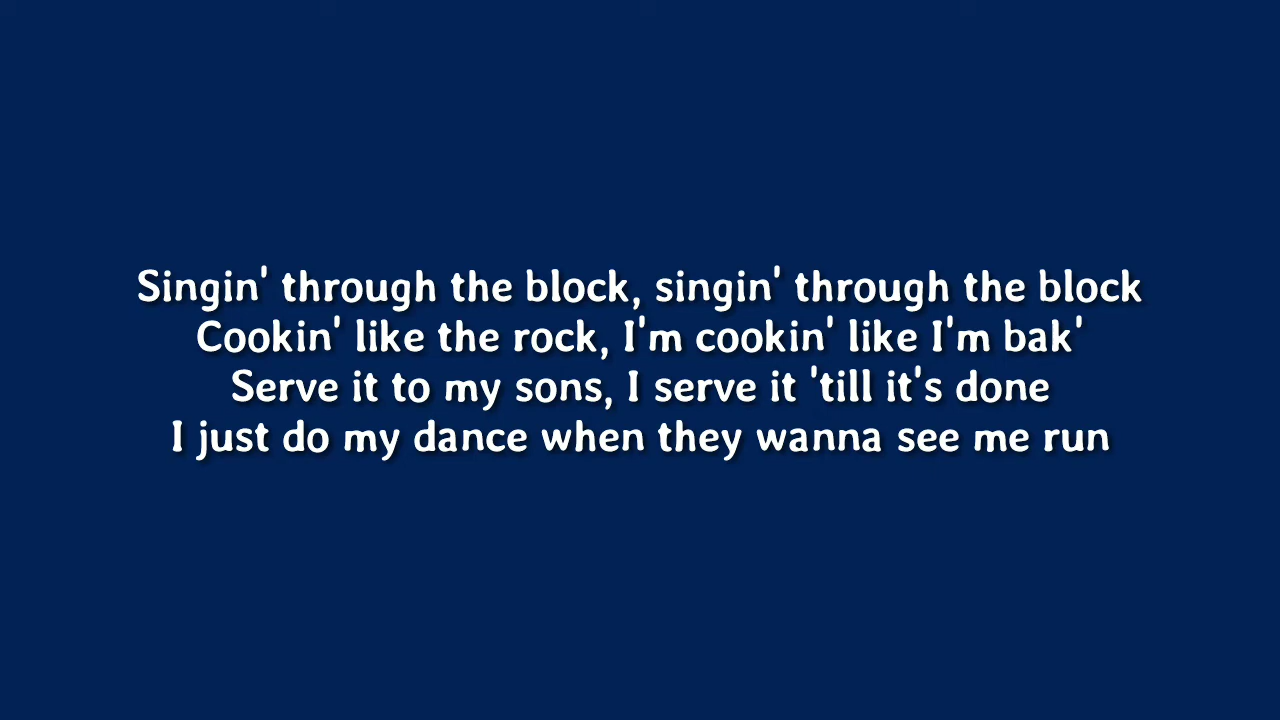 Singin' through the block, singin' through the block
Cookin' like the rock, I'm cookin' like I'm bak'
Serve it to my sons, I serve it 'till it's done
I just do my dance when they wanna see me run